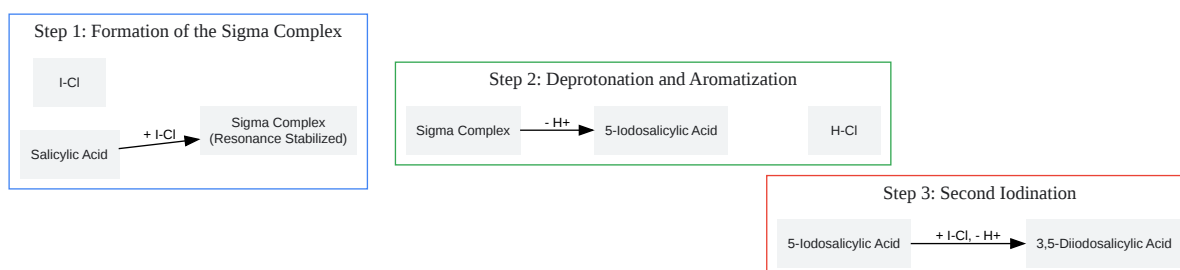 Step 1: Formation of the Sigma Complex
I-Cl
Salicylic Acid
+ I-Cl
Sigma Complex
(Resonance Stabilized)
Step 2: Deprotonation and Aromatization
Sigma Complex
- H+
5-Iodosalicylic Acid
H-Cl
Step 3: Second Iodination
5-Iodosalicylic Acid
+ I-Cl, - H+
3,5-Diiodosalicylic Acid